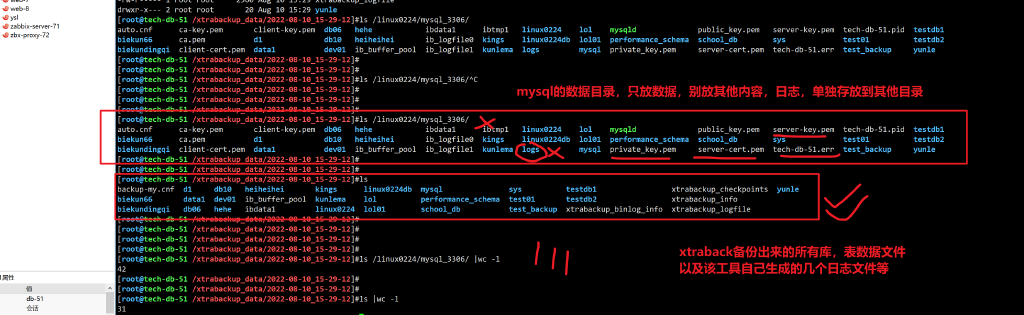 web-8
ysl
zabbix-server-71
zbx-proxy-72
属性
值
db-51
会话
drwxr-x--- 2 root root 20 Aug 10 15:29 yunle
[root@tech-db-51 /xtrabackup_data/2022-08-10_15-29-12]#ls /linux0224/mysql_3306/
auto.cnf ca-key.pem client-key.pem db06 hehe ibdata1 ibtmp1 linux0224 lol mysqld public_key.pem server-key.pem tech-db-51.pid testdb1
biekun66 ca.pem d1 db10 heiheihei ib_logfile0 kings linux0224db lol01 performance_schema school_db sys test01 testdb2
biekundingqi client-cert.pem data1 dev01 ib_buffer_pool ib_logfile1 kunlema logs mysql private_key.pem server-cert.pem tech-db-51.err test_backup yunle
[root@tech-db-51 /xtrabackup_data/2022-08-10_15-29-12]#
[root@tech-db-51 /xtrabackup_data/2022-08-10_15-29-12]#ls /linux0224/mysql_3306/^C
[root@tech-db-51 /xtrabackup_data/2022-08-10_15-29-12]#
mysql的数据目录，只放数据，别放其他内容，日志，单独存放到其他目录
[root@tech-db-51 /xtrabackup_data/2022-08-10_15-29-12]#
[root@tech-db-51 /xtrabackup_data/2022-08-10_15-29-12]#ls /linux0224/mysql_3306/
auto.cnf ca-key.pem client-key.pem db06 hehe ibdata1 ibtmp1 linux0224 lol mysqld public_key.pem server-key.pem tech-db-51.pid testdb1
biekun66 ca.pem d1 db10 heiheihei ib_logfile0 kings linux0224db lol01 performance_schema school_db sys test01 testdb2
biekundingqi client-cert.pem data1 dev01 ib_buffer_pool ib_logfile1 kunlema logs mysql private_key.pem server-cert.pem tech-db-51.err test_backup yunle
[root@tech-db-51 /xtrabackup_data/2022-08-10_15-29-12]#
[root@tech-db-51 /xtrabackup_data/2022-08-10_15-29-12]#ls
backup-my.cnf d1 db10 heiheihei kings linux0224db mysql sys testdb1 xtrabackup_checkpoints yunle
biekun66 data1 dev01 ib_buffer_pool kunlema lol performance_schema test01 testdb2 xtrabackup_info
biekundingqi db06 hehe ibdata1 linux0224 lol01 school_db test_backup xtrabackup_binlog_info xtrabackup_logfile
[root@tech-db-51 /xtrabackup_data/2022-08-10_15-29-12]#
[root@tech-db-51 /xtrabackup_data/2022-08-10_15-29-12]#
[root@tech-db-51 /xtrabackup_data/2022-08-10_15-29-12]#
xtraback备份出来的所有库，表数据文件
以及该工具自己生成的几个日志文件等
[root@tech-db-51 /xtrabackup_data/2022-08-10_15-29-12]#ls /linux0224/mysql_3306/ |wc -l
42
[root@tech-db-51 /xtrabackup_data/2022-08-10_15-29-12]#
[root@tech-db-51 /xtrabackup_data/2022-08-10_15-29-12]#
[root@tech-db-51 /xtrabackup_data/2022-08-10_15-29-12]#ls |wc -l
31